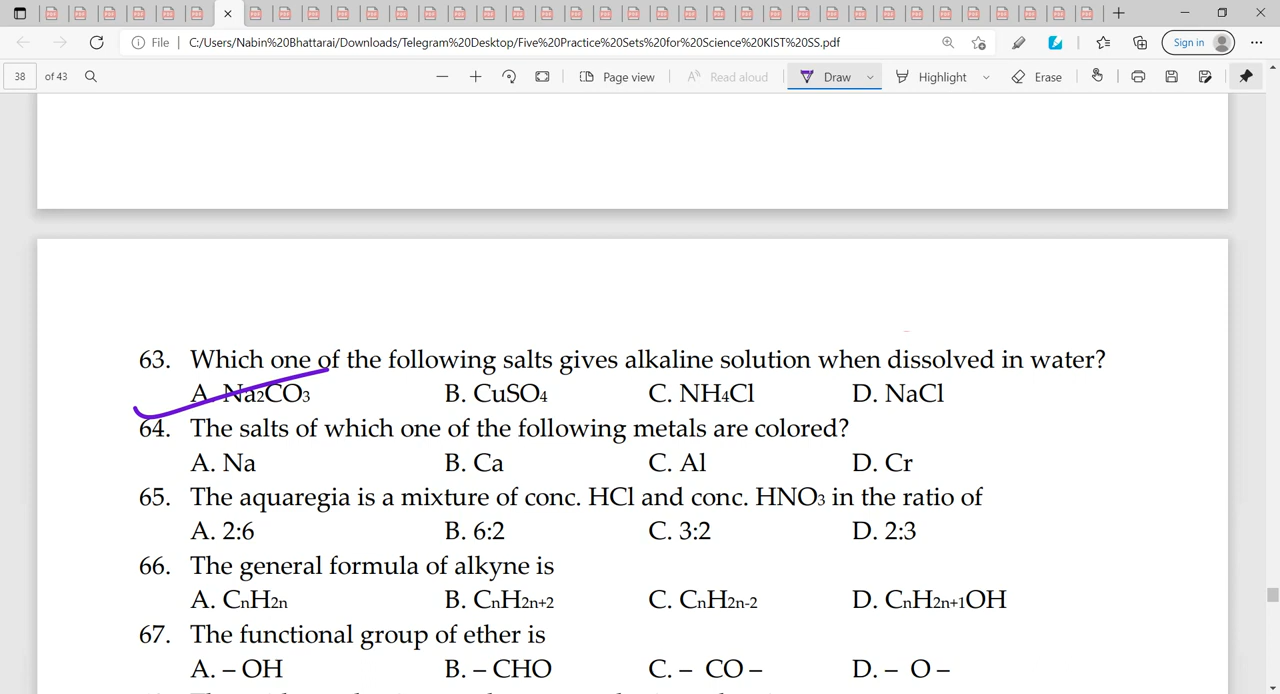 File | C:/Users/Nabin%20Bhattarai/Downloads/Telegram%20Desktop/Five%20Practice%20Sets%20for%20Science%20KIST%20SS.pdf
Sign in
38 of 43
Page view
Read aloud
Draw
Highlight
Erase
63. Which one of the following salts gives alkaline solution when dissolved in water?
A. Na2CO3 B. CuSO4 C. NH4Cl D. NaCl
64. The salts of which one of the following metals are colored?
A. Na B. Ca C. Al D. Cr
65. The aquaregia is a mixture of conc. HCl and conc. HNO3 in the ratio of
A. 2:6 B. 6:2 C. 3:2 D. 2:3
66. The general formula of alkyne is
A. CnH2n B. CnH2n+2 C. CnH2n-2 D. CnH2n+1OH
67. The functional group of ether is
A. – OH B. – CHO C. – CO – D. – O –